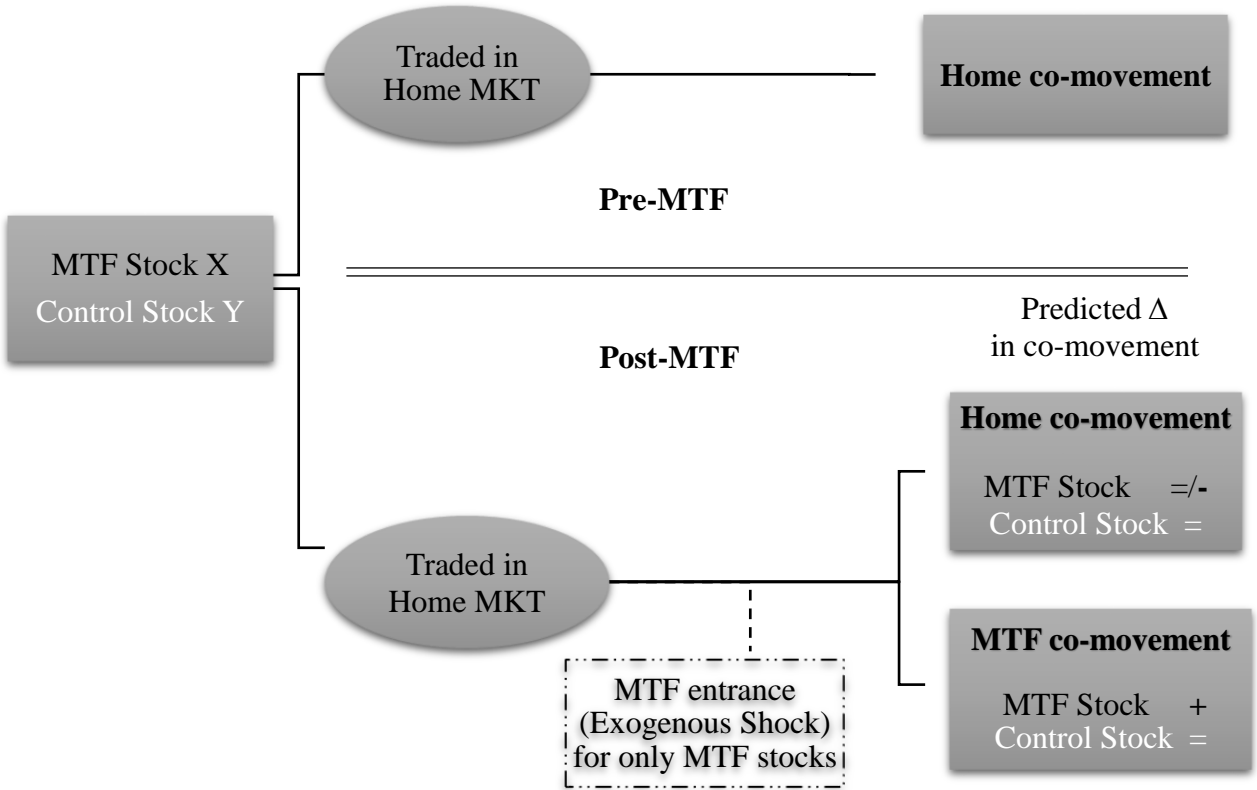 Traded in
Home MKT
Home co-movement
Pre-MTF
MTF Stock X
Control Stock Y
Predicted Δ
in co-movement
Post-MTF
Home co-movement
MTF Stock =/-
Control Stock =
Traded in
Home MKT
MTF entrance
(Exogenous Shock)
for only MTF stocks
MTF co-movement
MTF Stock +
Control Stock =